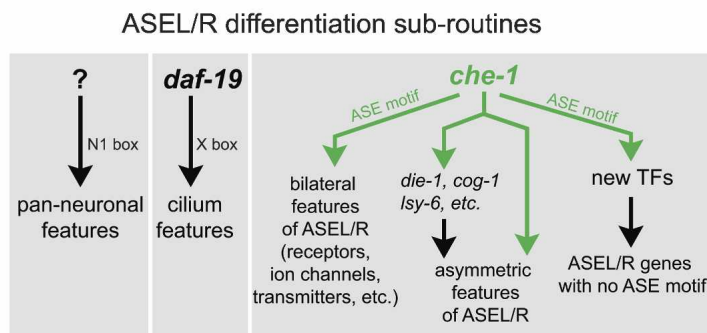 ASEL/R differentiation sub-routines
?
N1 box
pan-neuronal
features
daf-19
X box
cilium
features
che-1
ASE motif
ASE motif
bilateral
features
of ASEL/R
(receptors,
ion channels,
transmitters, etc.)
die-1, cog-1
lsy-6, etc.
asymmetric
features
of ASEL/R
new TFs
ASEL/R genes
with no ASE motif